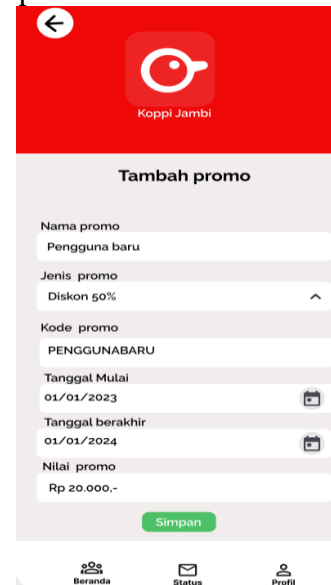 Koppi Jambi
Tambah promo
Nama promo
Pengguna baru
Jenis promo
Diskon 50%
Kode promo
PENGGUNABARU
Tanggal Mulai
01/01/2023
Tanggal berakhir
01/01/2024
Nilai promo
Rp 20.000,-
Simpan
Beranda Status Profil